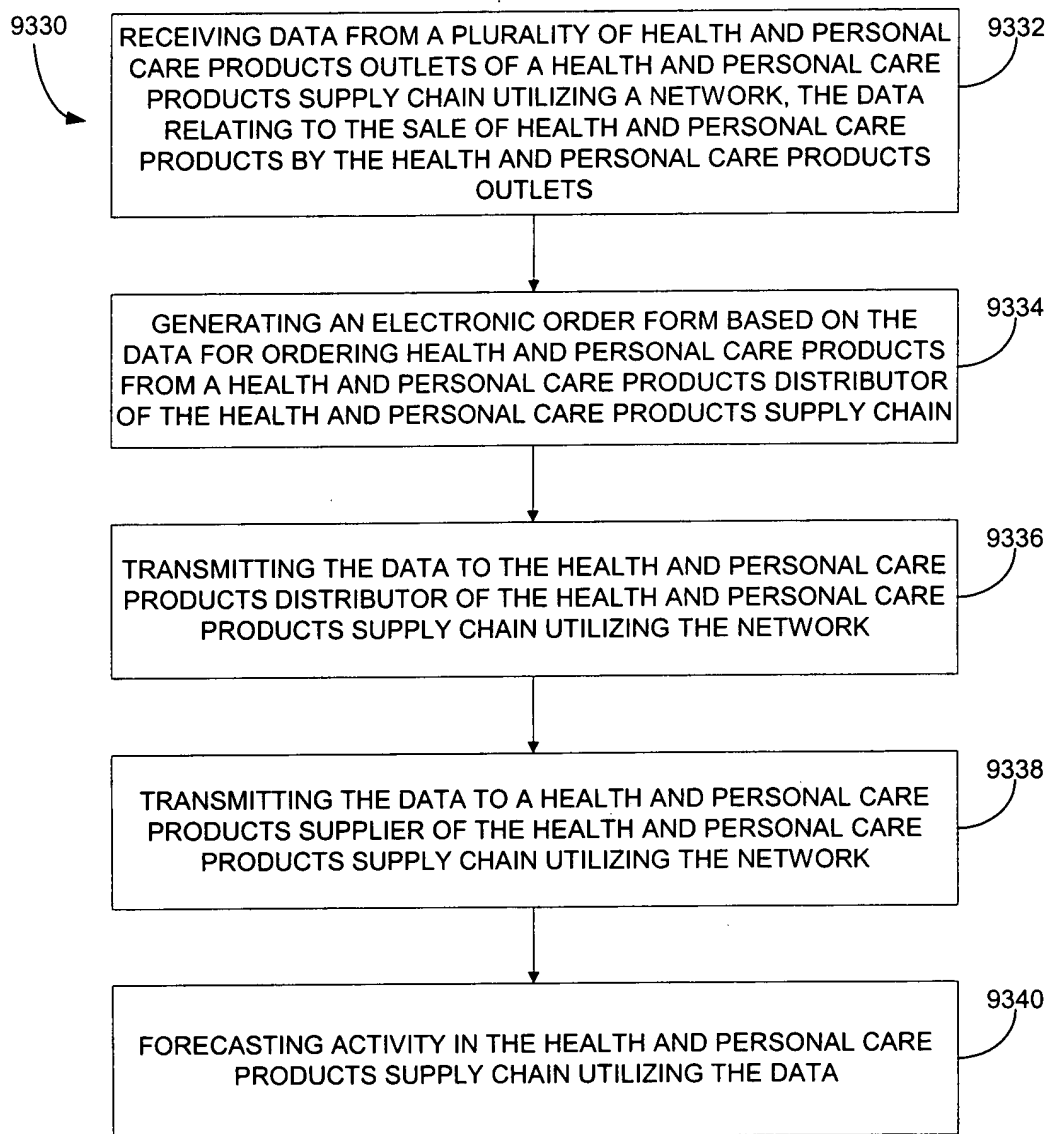 9330
RECEIVING DATA FROM A PLURALITY OF HEALTH AND PERSONAL
CARE PRODUCTS OUTLETS OF A HEALTH AND PERSONAL CARE
PRODUCTS SUPPLY CHAIN UTILIZING A NETWORK, THE DATA
RELATING TO THE SALE OF HEALTH AND PERSONAL CARE
PRODUCTS BY THE HEALTH AND PERSONAL CARE PRODUCTS
OUTLETS
9332
GENERATING AN ELECTRONIC ORDER FORM BASED ON THE
DATA FOR ORDERING HEALTH AND PERSONAL CARE PRODUCTS
FROM A HEALTH AND PERSONAL CARE PRODUCTS DISTRIBUTOR
OF THE HEALTH AND PERSONAL CARE PRODUCTS SUPPLY CHAIN
9334
TRANSMITTING THE DATA TO THE HEALTH AND PERSONAL CARE
PRODUCTS DISTRIBUTOR OF THE HEALTH AND PERSONAL CARE
PRODUCTS SUPPLY CHAIN UTILIZING THE NETWORK
9336
TRANSMITTING THE DATA TO A HEALTH AND PERSONAL CARE
PRODUCTS SUPPLIER OF THE HEALTH AND PERSONAL CARE
PRODUCTS SUPPLY CHAIN UTILIZING THE NETWORK
9338
FORECASTING ACTIVITY IN THE HEALTH AND PERSONAL CARE
PRODUCTS SUPPLY CHAIN UTILIZING THE DATA
9340